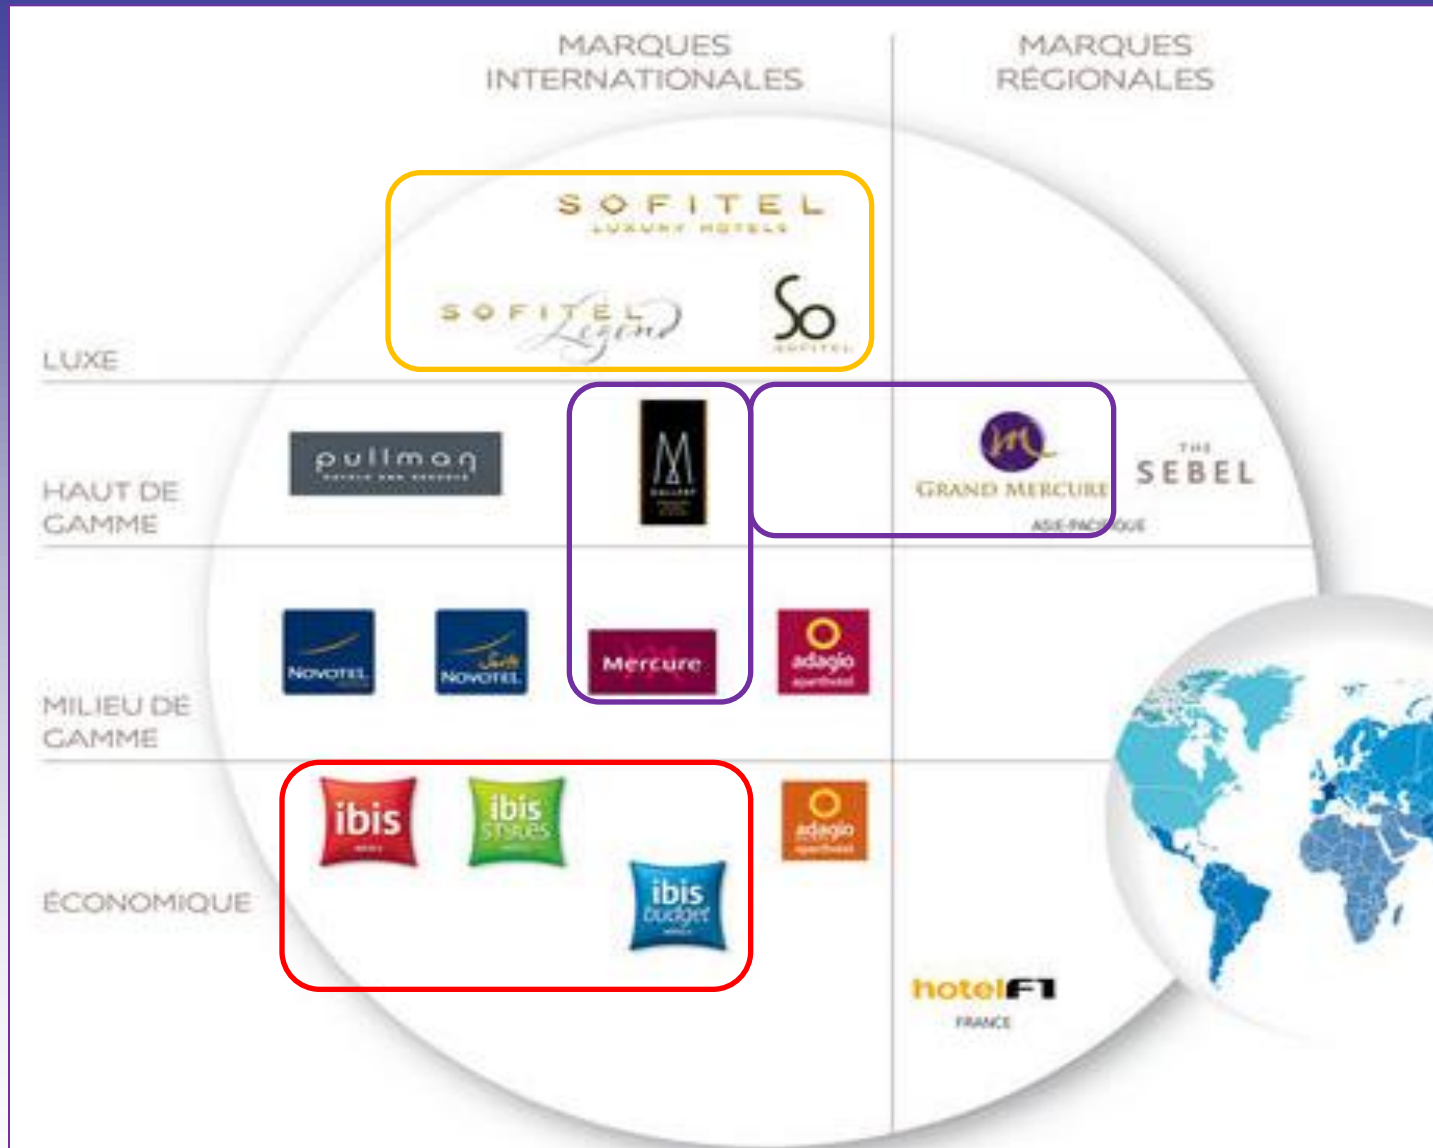 MARQUES
INTERNATIONALES
MARQUES
RÉGIONALES
SOFITEL
LUXURY HOTELS
SOFITEL
Legend
So
SOFITEL
LUXE
pullman
M
GALLERY
GRAND MERCURE
THE
SEBEL
ASIE-PACIFIQUE
HAUT DE
GAMME
NOVOTEL
Suite
NOVOTEL
Mercure
adagio
aparthotel
MILIEU DE
GAMME
ibis
ibis
STYLES
adagio
aparthotel
ibis
budget
ÉCONOMIQUE
hotelF1
FRANCE